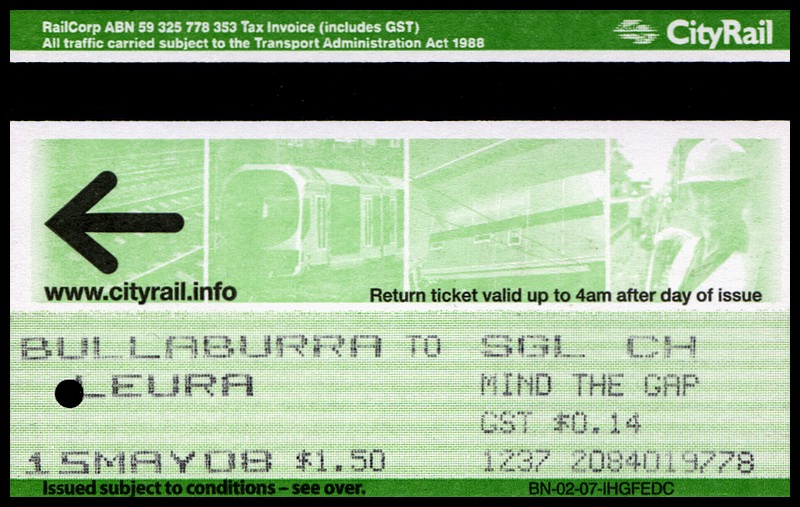 RailCorp ABN 59 325 778 353 Tax Invoice (includes GST)
All traffic carried subject to the Transport Administration Act 1988
CityRail
www.cityrail.info
Return ticket valid up to 4am after day of issue
BULLABURRA TO SGL CH
LEURA MIND THE GAP
GST $0.14
15MAY08 $1.50 1237 2084019778
Issued subject to conditions – see over. BN-02-07-IHGFEDC